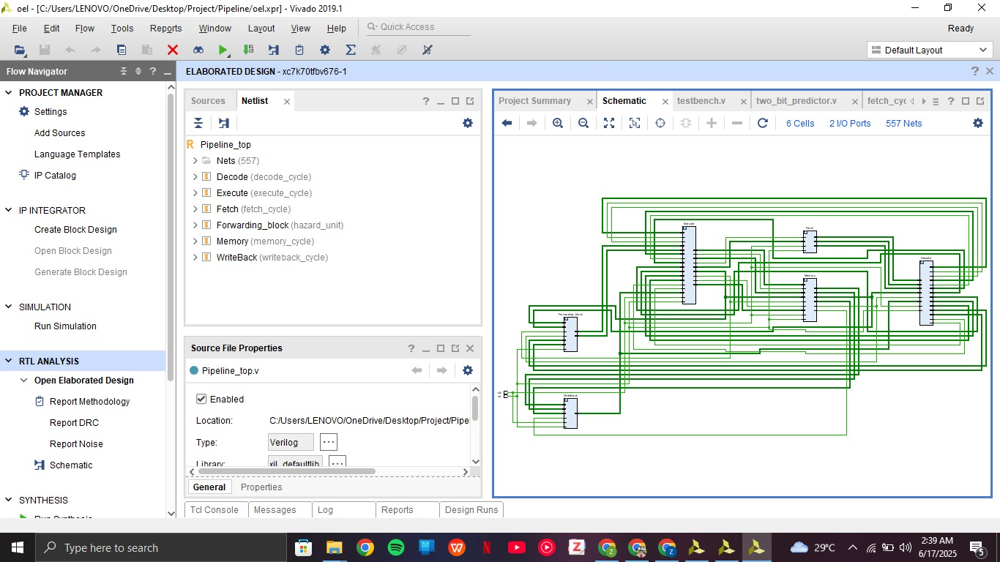 oel - [C:/Users/LENOVO/OneDrive/Desktop/Project/Pipeline/oel.xpr] - Vivado 2019.1
File Edit Flow Tools Reports Window Layout View Help Quick Access Ready
Default Layout
Flow Navigator
PROJECT MANAGER
Settings
Add Sources
Language Templates
IP Catalog
IP INTEGRATOR
Create Block Design
Open Block Design
Generate Block Design
SIMULATION
Run Simulation
RTL ANALYSIS
Open Elaborated Design
Report Methodology
Report DRC
Report Noise
Schematic
SYNTHESIS
Run Synthesis
ELABORATED DESIGN - xc7k70tfbv676-1
Sources Netlist
Pipeline_top
Nets (557)
Decode (decode_cycle)
Execute (execute_cycle)
Fetch (fetch_cycle)
Forwarding_block (hazard_unit)
Memory (memory_cycle)
WriteBack (writeback_cycle)
Source File Properties
Pipeline_top.v
Enabled
Location: C:/Users/LENOVO/OneDrive/Desktop/Project/Pipe
Type: Verilog
Library: xil_defaultlib
General Properties
Project Summary Schematic testbench.v two_bit_predictor.v fetch_cyc
6 Cells 2 I/O Ports 557 Nets
Execute
Fetch
Decode
Memory
Forwarding_block
WriteBack
clk
rst
Tcl Console Messages Log Reports Design Runs
Type here to search
29°C
2:39 AM
6/17/2025
5